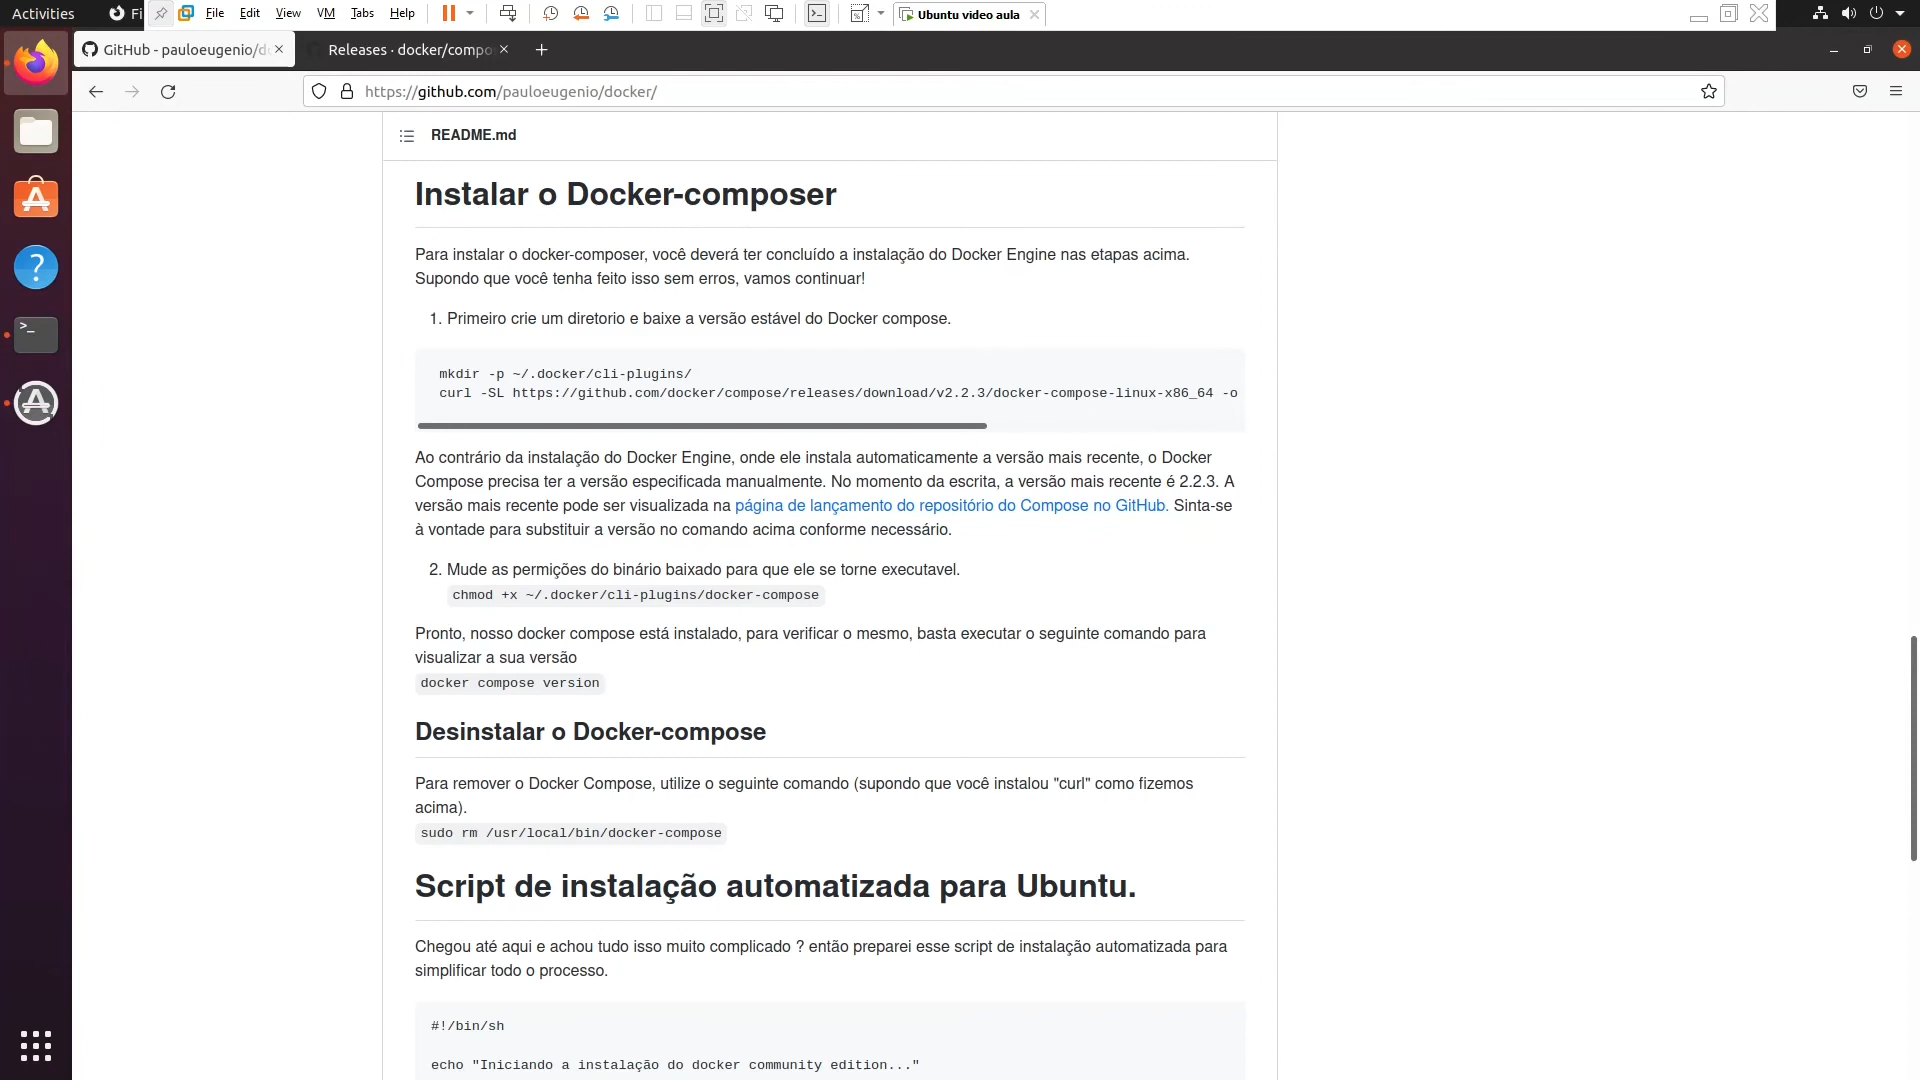 Activities
Fi
File Edit View VM Tabs Help
Ubuntu video aula
GitHub - pauloeugenio/d
Releases · docker/compo
https://github.com/pauloeugenio/docker/
README.md
Instalar o Docker-composer
Para instalar o docker-composer, você deverá ter concluído a instalação do Docker Engine nas etapas acima.
Supondo que você tenha feito isso sem erros, vamos continuar!
1. Primeiro crie um diretorio e baixe a versão estável do Docker compose.
mkdir -p ~/.docker/cli-plugins/
curl -SL https://github.com/docker/compose/releases/download/v2.2.3/docker-compose-linux-x86_64 -o
Ao contrário da instalação do Docker Engine, onde ele instala automaticamente a versão mais recente, o Docker
Compose precisa ter a versão especificada manualmente. No momento da escrita, a versão mais recente é 2.2.3. A
versão mais recente pode ser visualizada na página de lançamento do repositório do Compose no GitHub. Sinta-se
à vontade para substituir a versão no comando acima conforme necessário.
2. Mude as permições do binário baixado para que ele se torne executavel.
chmod +x ~/.docker/cli-plugins/docker-compose
Pronto, nosso docker compose está instalado, para verificar o mesmo, basta executar o seguinte comando para
visualizar a sua versão
docker compose version
Desinstalar o Docker-compose
Para remover o Docker Compose, utilize o seguinte comando (supondo que você instalou "curl" como fizemos
acima).
sudo rm /usr/local/bin/docker-compose
Script de instalação automatizada para Ubuntu.
Chegou até aqui e achou tudo isso muito complicado ? então preparei esse script de instalação automatizada para
simplificar todo o processo.
#!/bin/sh
echo "Iniciando a instalação do docker community edition..."